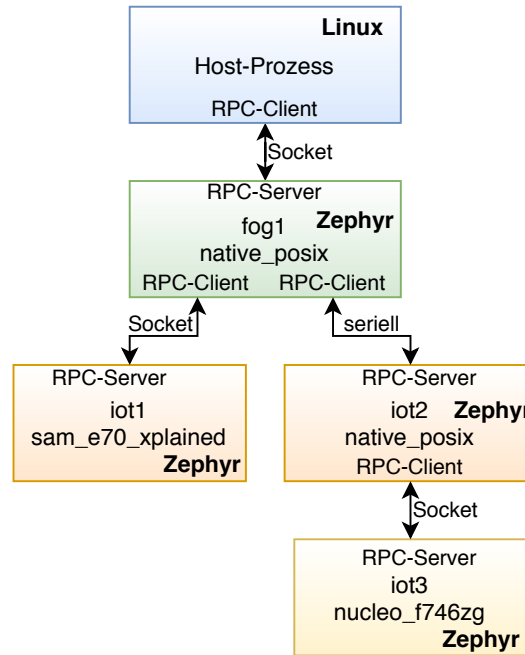 Linux
Host-Prozess
RPC-Client
Socket
RPC-Server
fog1 Zephyr
native_posix
RPC-Client RPC-Client
Socket seriell
RPC-Server
iot1
sam_e70_xplained
Zephyr
RPC-Server
iot2 Zephyr
native_posix
RPC-Client
Socket
RPC-Server
iot3
nucleo_f746zg
Zephyr